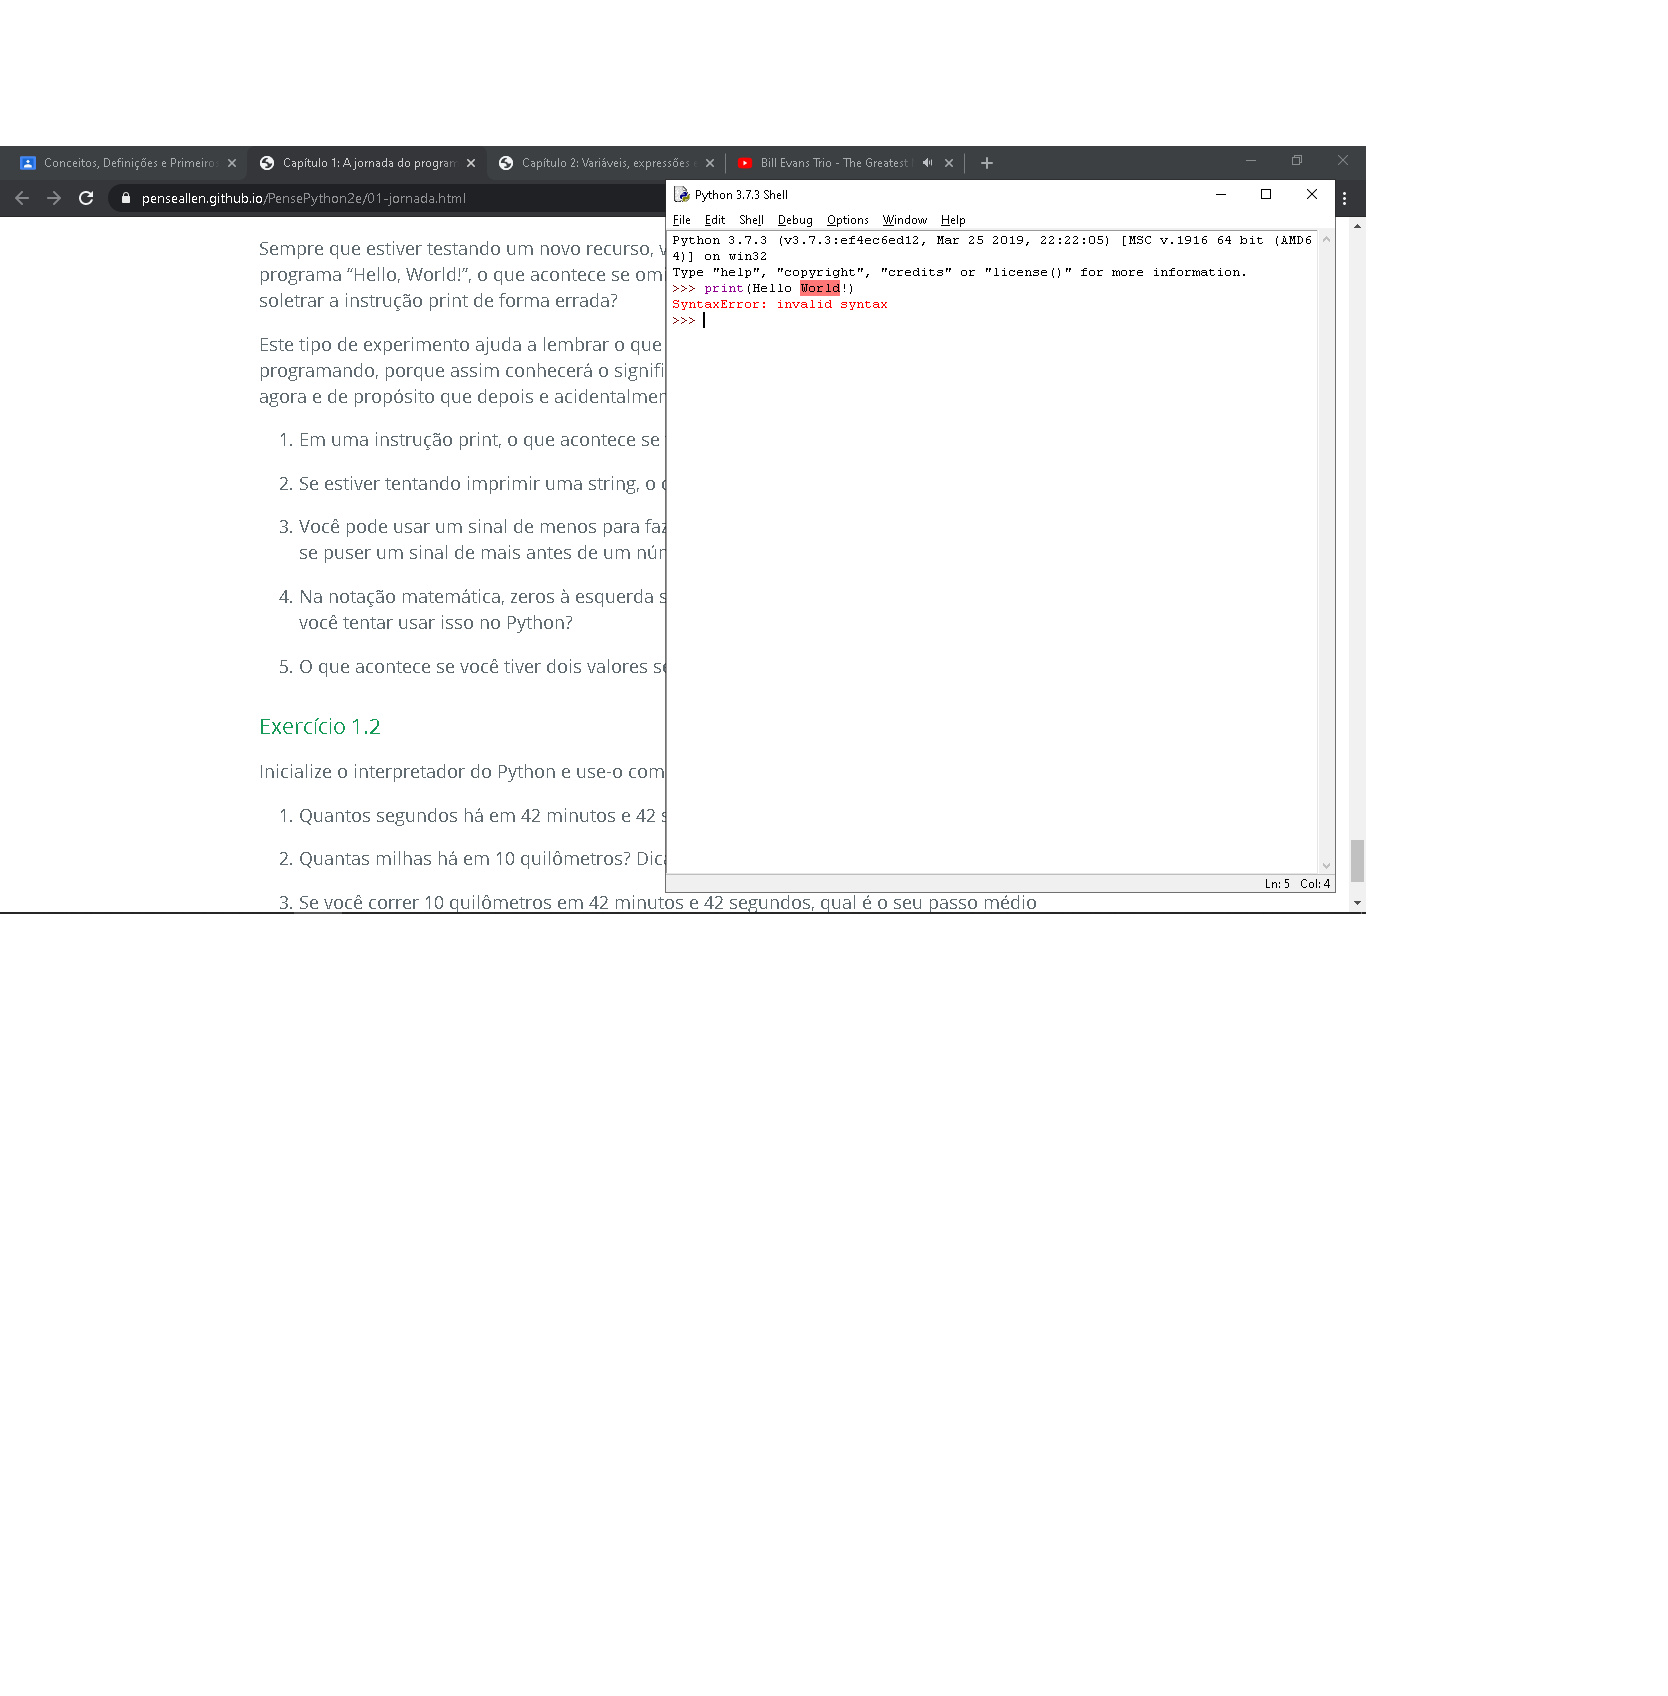 Conceitos, Definições e Primeiros
Capítulo 1: A jornada do program
Capítulo 2: Variáveis, expressões e
Bill Evans Trio - The Greatest
penseallen.github.io/PensePython2e/01-jornada.html
Python 3.7.3 Shell
File Edit Shell Debug Options Window Help
Python 3.7.3 (v3.7.3:ef4ec6ed12, Mar 25 2019, 22:22:05) [MSC v.1916 64 bit (AMD6
4)] on win32
Type "help", "copyright", "credits" or "license()" for more information.
>>> print(Hello World!)
SyntaxError: invalid syntax
>>>
Ln: 5 Col: 4
Sempre que estiver testando um novo recurso,
programa “Hello, World!”, o que acontece se
soletrar a instrução print de forma errada?
Este tipo de experimento ajuda a lembrar o que
programando, porque assim conhecerá o
agora e de propósito que depois e
1. Em uma instrução print, o que acontece se
2. Se estiver tentando imprimir uma string, o
3. Você pode usar um sinal de menos para
se puser um sinal de mais antes de um
4. Na notação matemática, zeros à esquerda
você tentar usar isso no Python?
5. O que acontece se você tiver dois valores
Exercício 1.2
Inicialize o interpretador do Python e use-o
1. Quantos segundos há em 42 minutos e 42
2. Quantas milhas há em 10 quilômetros?
3. Se você correr 10 quilômetros em 42 minutos e 42 segundos, qual é o seu passo médio